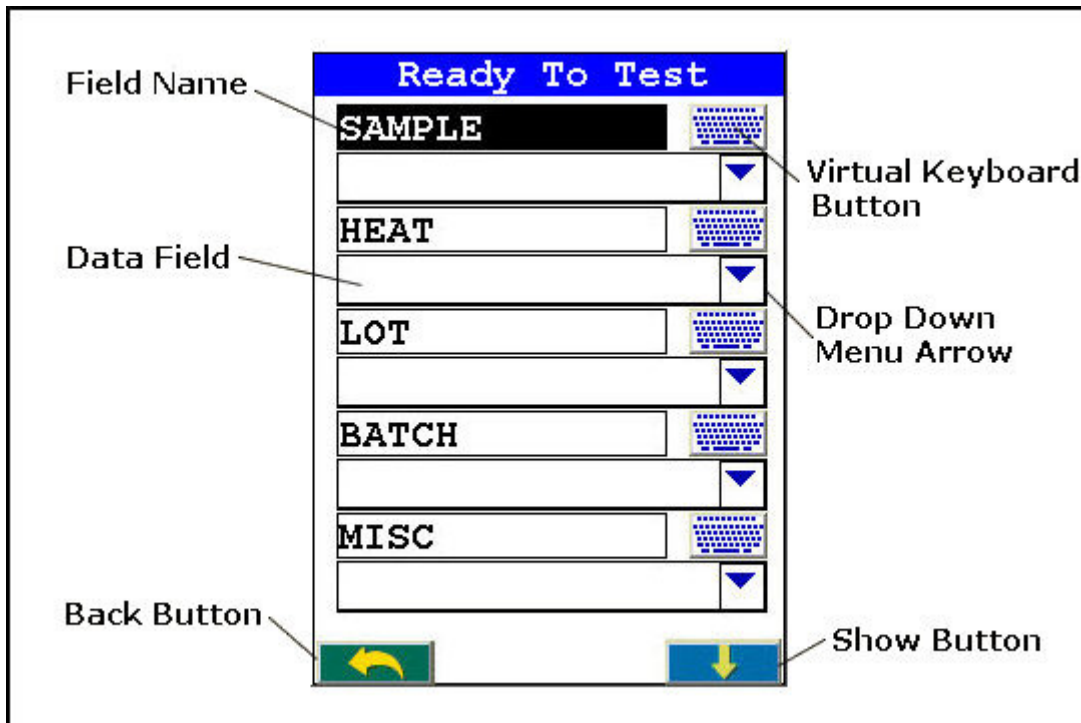 Ready To Test
Field Name
SAMPLE
Virtual Keyboard
Button
HEAT
Data Field
Drop Down
Menu Arrow
LOT
BATCH
MISC
Back Button
Show Button